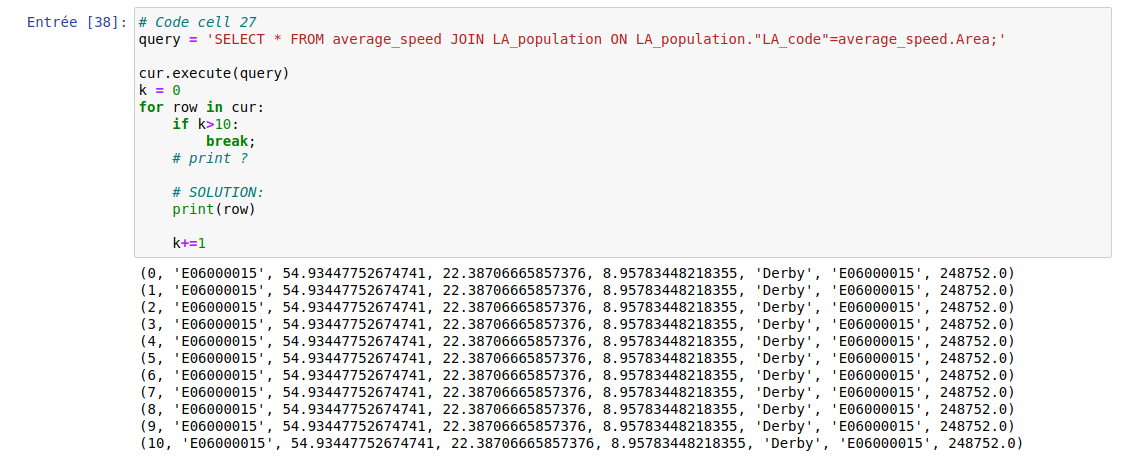 Entrée [38]: # Code cell 27
query = 'SELECT * FROM average_speed JOIN LA_population ON LA_population."LA_code"=average_speed.Area;'
cur.execute(query)
k = 0
for row in cur:
    if k>10:
        break;
    # print ?
    # SOLUTION:
    print(row)
    k+=1
(0, 'E06000015', 54.93447752674741, 22.38706665857376, 8.95783448218355, 'Derby', 'E06000015', 248752.0)
(1, 'E06000015', 54.93447752674741, 22.38706665857376, 8.95783448218355, 'Derby', 'E06000015', 248752.0)
(2, 'E06000015', 54.93447752674741, 22.38706665857376, 8.95783448218355, 'Derby', 'E06000015', 248752.0)
(3, 'E06000015', 54.93447752674741, 22.38706665857376, 8.95783448218355, 'Derby', 'E06000015', 248752.0)
(4, 'E06000015', 54.93447752674741, 22.38706665857376, 8.95783448218355, 'Derby', 'E06000015', 248752.0)
(5, 'E06000015', 54.93447752674741, 22.38706665857376, 8.95783448218355, 'Derby', 'E06000015', 248752.0)
(6, 'E06000015', 54.93447752674741, 22.38706665857376, 8.95783448218355, 'Derby', 'E06000015', 248752.0)
(7, 'E06000015', 54.93447752674741, 22.38706665857376, 8.95783448218355, 'Derby', 'E06000015', 248752.0)
(8, 'E06000015', 54.93447752674741, 22.38706665857376, 8.95783448218355, 'Derby', 'E06000015', 248752.0)
(9, 'E06000015', 54.93447752674741, 22.38706665857376, 8.95783448218355, 'Derby', 'E06000015', 248752.0)
(10, 'E06000015', 54.93447752674741, 22.38706665857376, 8.95783448218355, 'Derby', 'E06000015', 248752.0)